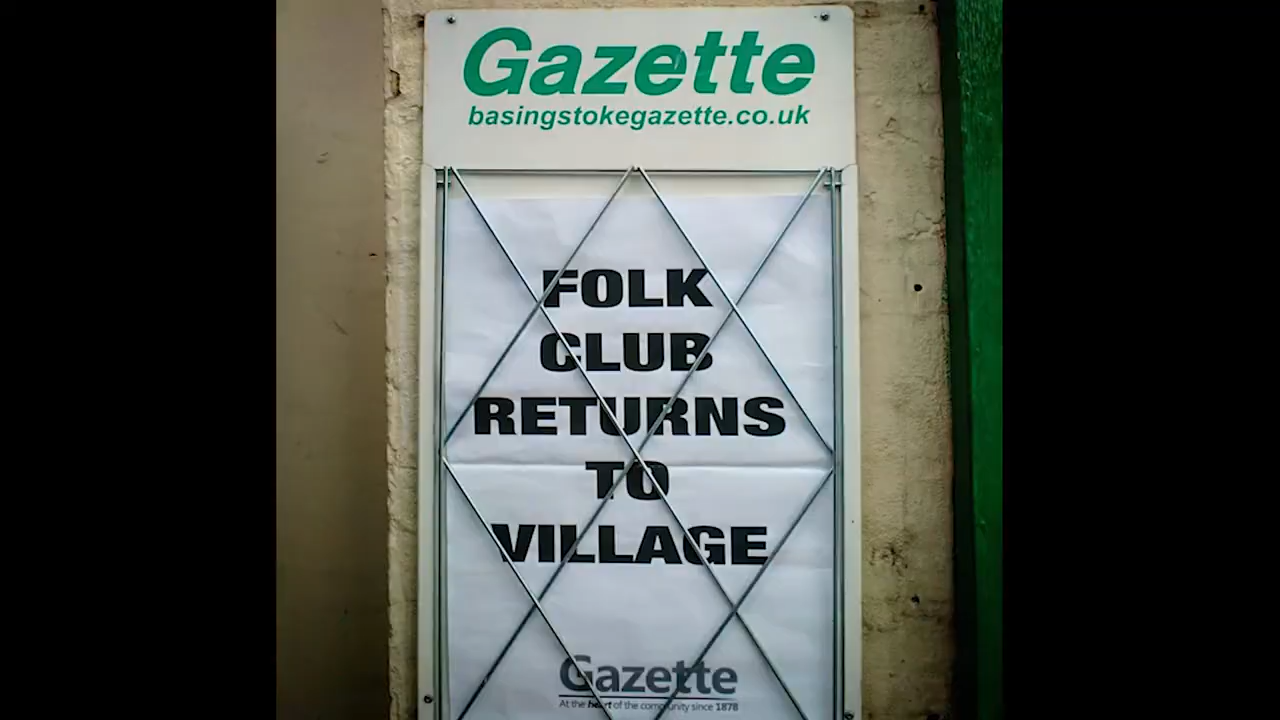 Gazette
basingstokegazette.co.uk
FOLK
CLUB
RETURNS
TO
VILLAGE
Gazette
At the heart of the community since 1878